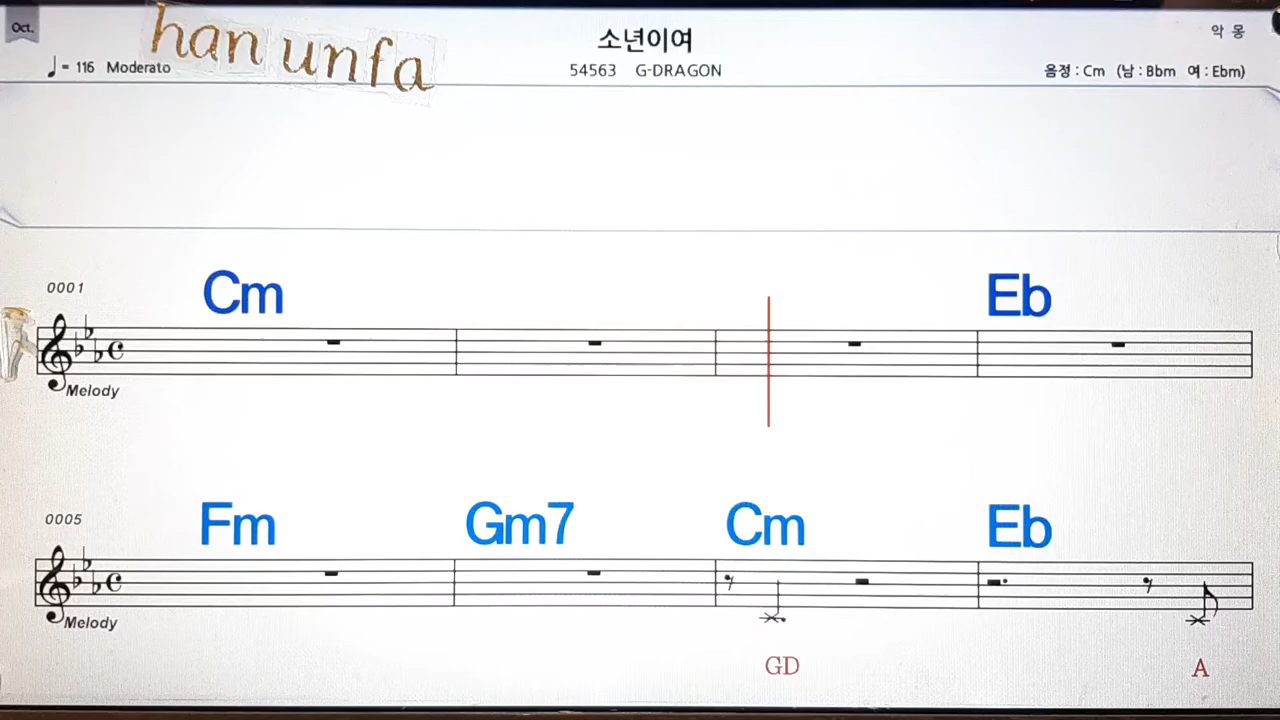 Oct.
han unfa
소년이여
악 몽
♩= 116 Moderato
54563 G-DRAGON
음정 : Cm (남 : Bbm 여 : Ebm)
0001
Cm
Eb
Melody
0005
Fm Gm7 Cm Eb
Melody
GD A